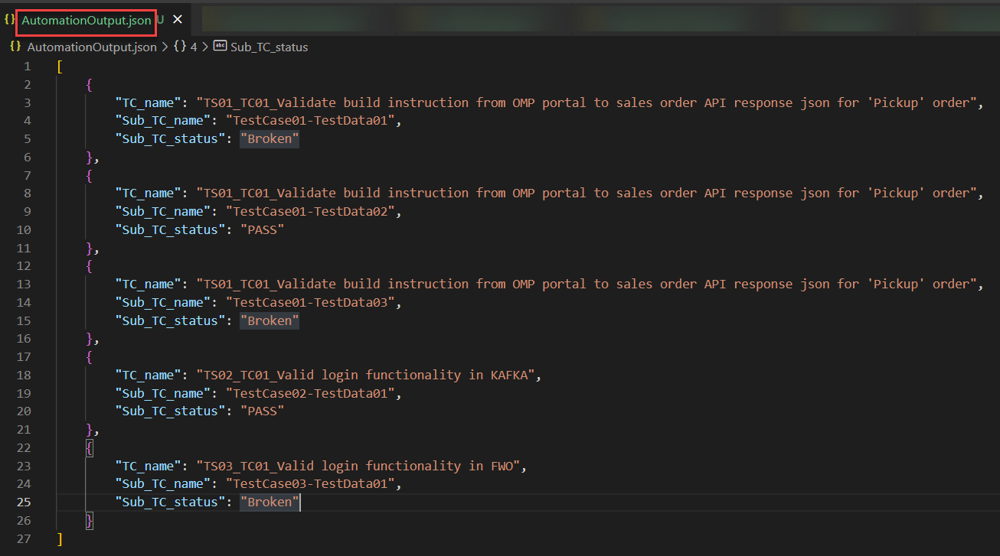 {} AutomationOutput.json U ×
{} AutomationOutput.json > {} 4 > abc Sub_TC_status
1 [
2 {
3 "TC_name": "TS01_TC01_Validate build instruction from OMP portal to sales order API response json for 'Pickup' order",
4 "Sub_TC_name": "TestCase01-TestData01",
5 "Sub_TC_status": "Broken"
6 },
7 {
8 "TC_name": "TS01_TC01_Validate build instruction from OMP portal to sales order API response json for 'Pickup' order",
9 "Sub_TC_name": "TestCase01-TestData02",
10 "Sub_TC_status": "PASS"
11 },
12 {
13 "TC_name": "TS01_TC01_Validate build instruction from OMP portal to sales order API response json for 'Pickup' order",
14 "Sub_TC_name": "TestCase01-TestData03",
15 "Sub_TC_status": "Broken"
16 },
17 {
18 "TC_name": "TS02_TC01_Valid login functionality in KAFKA",
19 "Sub_TC_name": "TestCase02-TestData01",
20 "Sub_TC_status": "PASS"
21 },
22 {
23 "TC_name": "TS03_TC01_Valid login functionality in FWO",
24 "Sub_TC_name": "TestCase03-TestData01",
25 "Sub_TC_status": "Broken"
26 }
27 ]